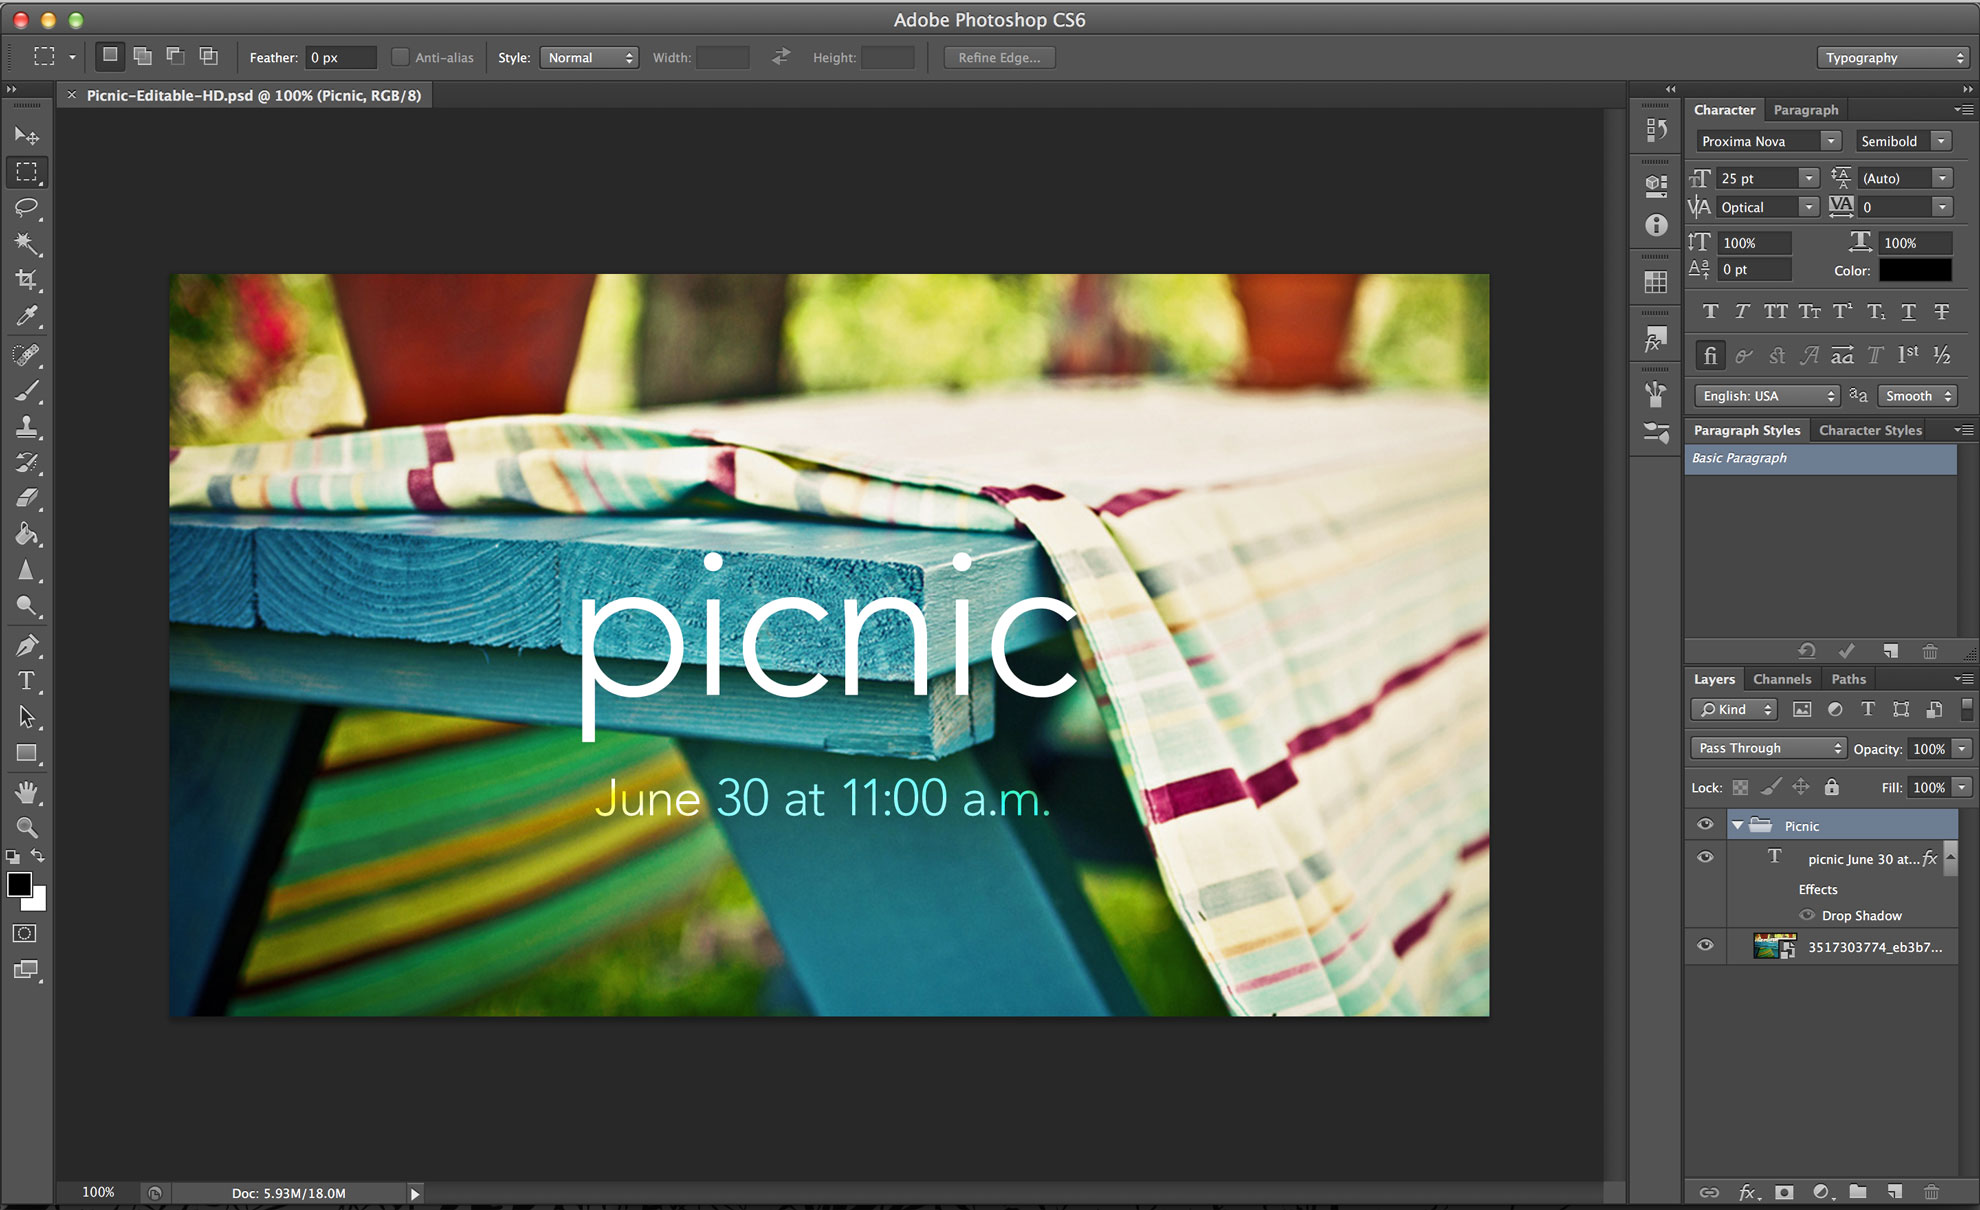 Adobe Photoshop CS6
Feather: 0 px Anti-alias Style: Normal Width: Height: Refine Edge... Typography
Picnic-Editable-HD.psd @ 100% (Picnic, RGB/8)
Character Paragraph
Proxima Nova Semibold
25 pt (Auto)
Optical 0
100% 100%
0 pt Color:
English: USA Smooth
Paragraph Styles Character Styles
Basic Paragraph
picnic
June 30 at 11:00 a.m.
Layers Channels Paths
Kind
Pass Through Opacity: 100%
Lock: Fill: 100%
Picnic
picnic June 30 at... fx
Effects
Drop Shadow
3517303774_eb3b7...
100% Doc: 5.93M/18.0M